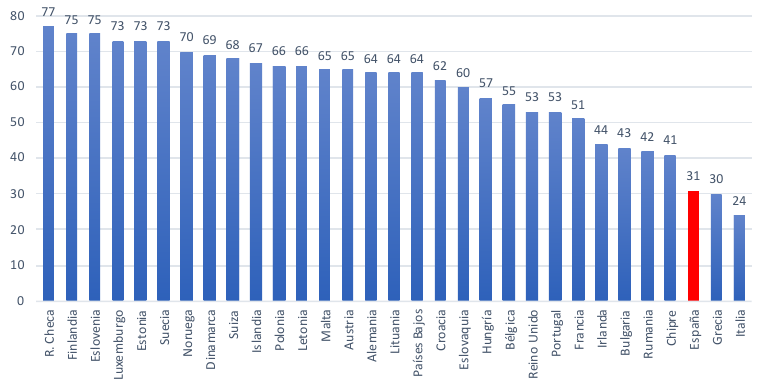 80
70
60
50
40
30
20
10
0
77 75 75 73 73 73 70 69 68 67 66 66 65 65 64 64 64 62 60 57 55 53 53 51 44 43 42 41 31 30 24
R. Checa
Finlandia
Eslovenia
Luxemburgo
Estonia
Suecia
Noruega
Dinamarca
Suiza
Islandia
Polonia
Letonia
Malta
Austria
Alemania
Lituania
Países Bajos
Croacia
Eslovaquia
Hungría
Bélgica
Reino Unido
Portugal
Francia
Irlanda
Bulgaria
Rumania
Chipre
España
Grecia
Italia